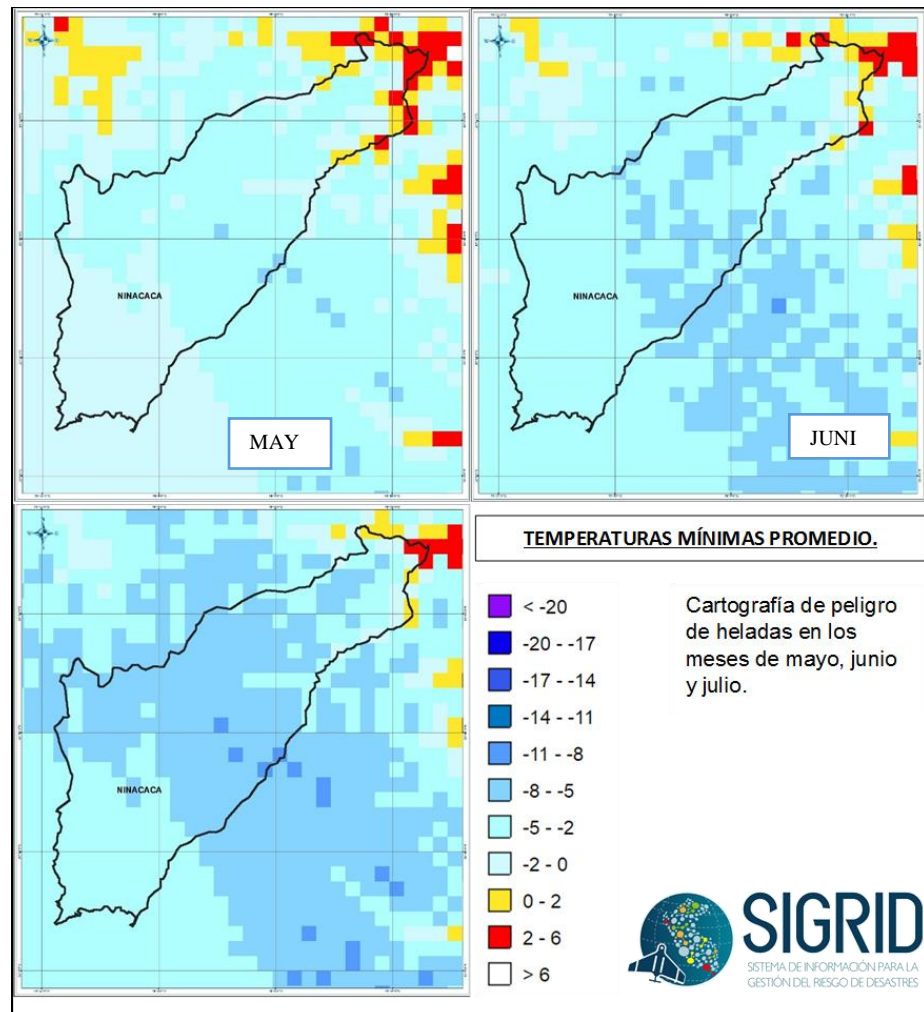 NINACACA
MAY
NINACACA
JUNI
NINACACA
TEMPERATURAS MÍNIMAS PROMEDIO.
< -20
-20 - -17
-17 - -14
-14 - -11
-11 - -8
-8 - -5
-5 - -2
-2 - 0
0 - 2
2 - 6
> 6
Cartografía de peligro
de heladas en los
meses de mayo, junio
y julio.
SIGRID
SISTEMA DE INFORMACIÓN PARA LA
GESTIÓN DEL RIESGO DE DESASTRES